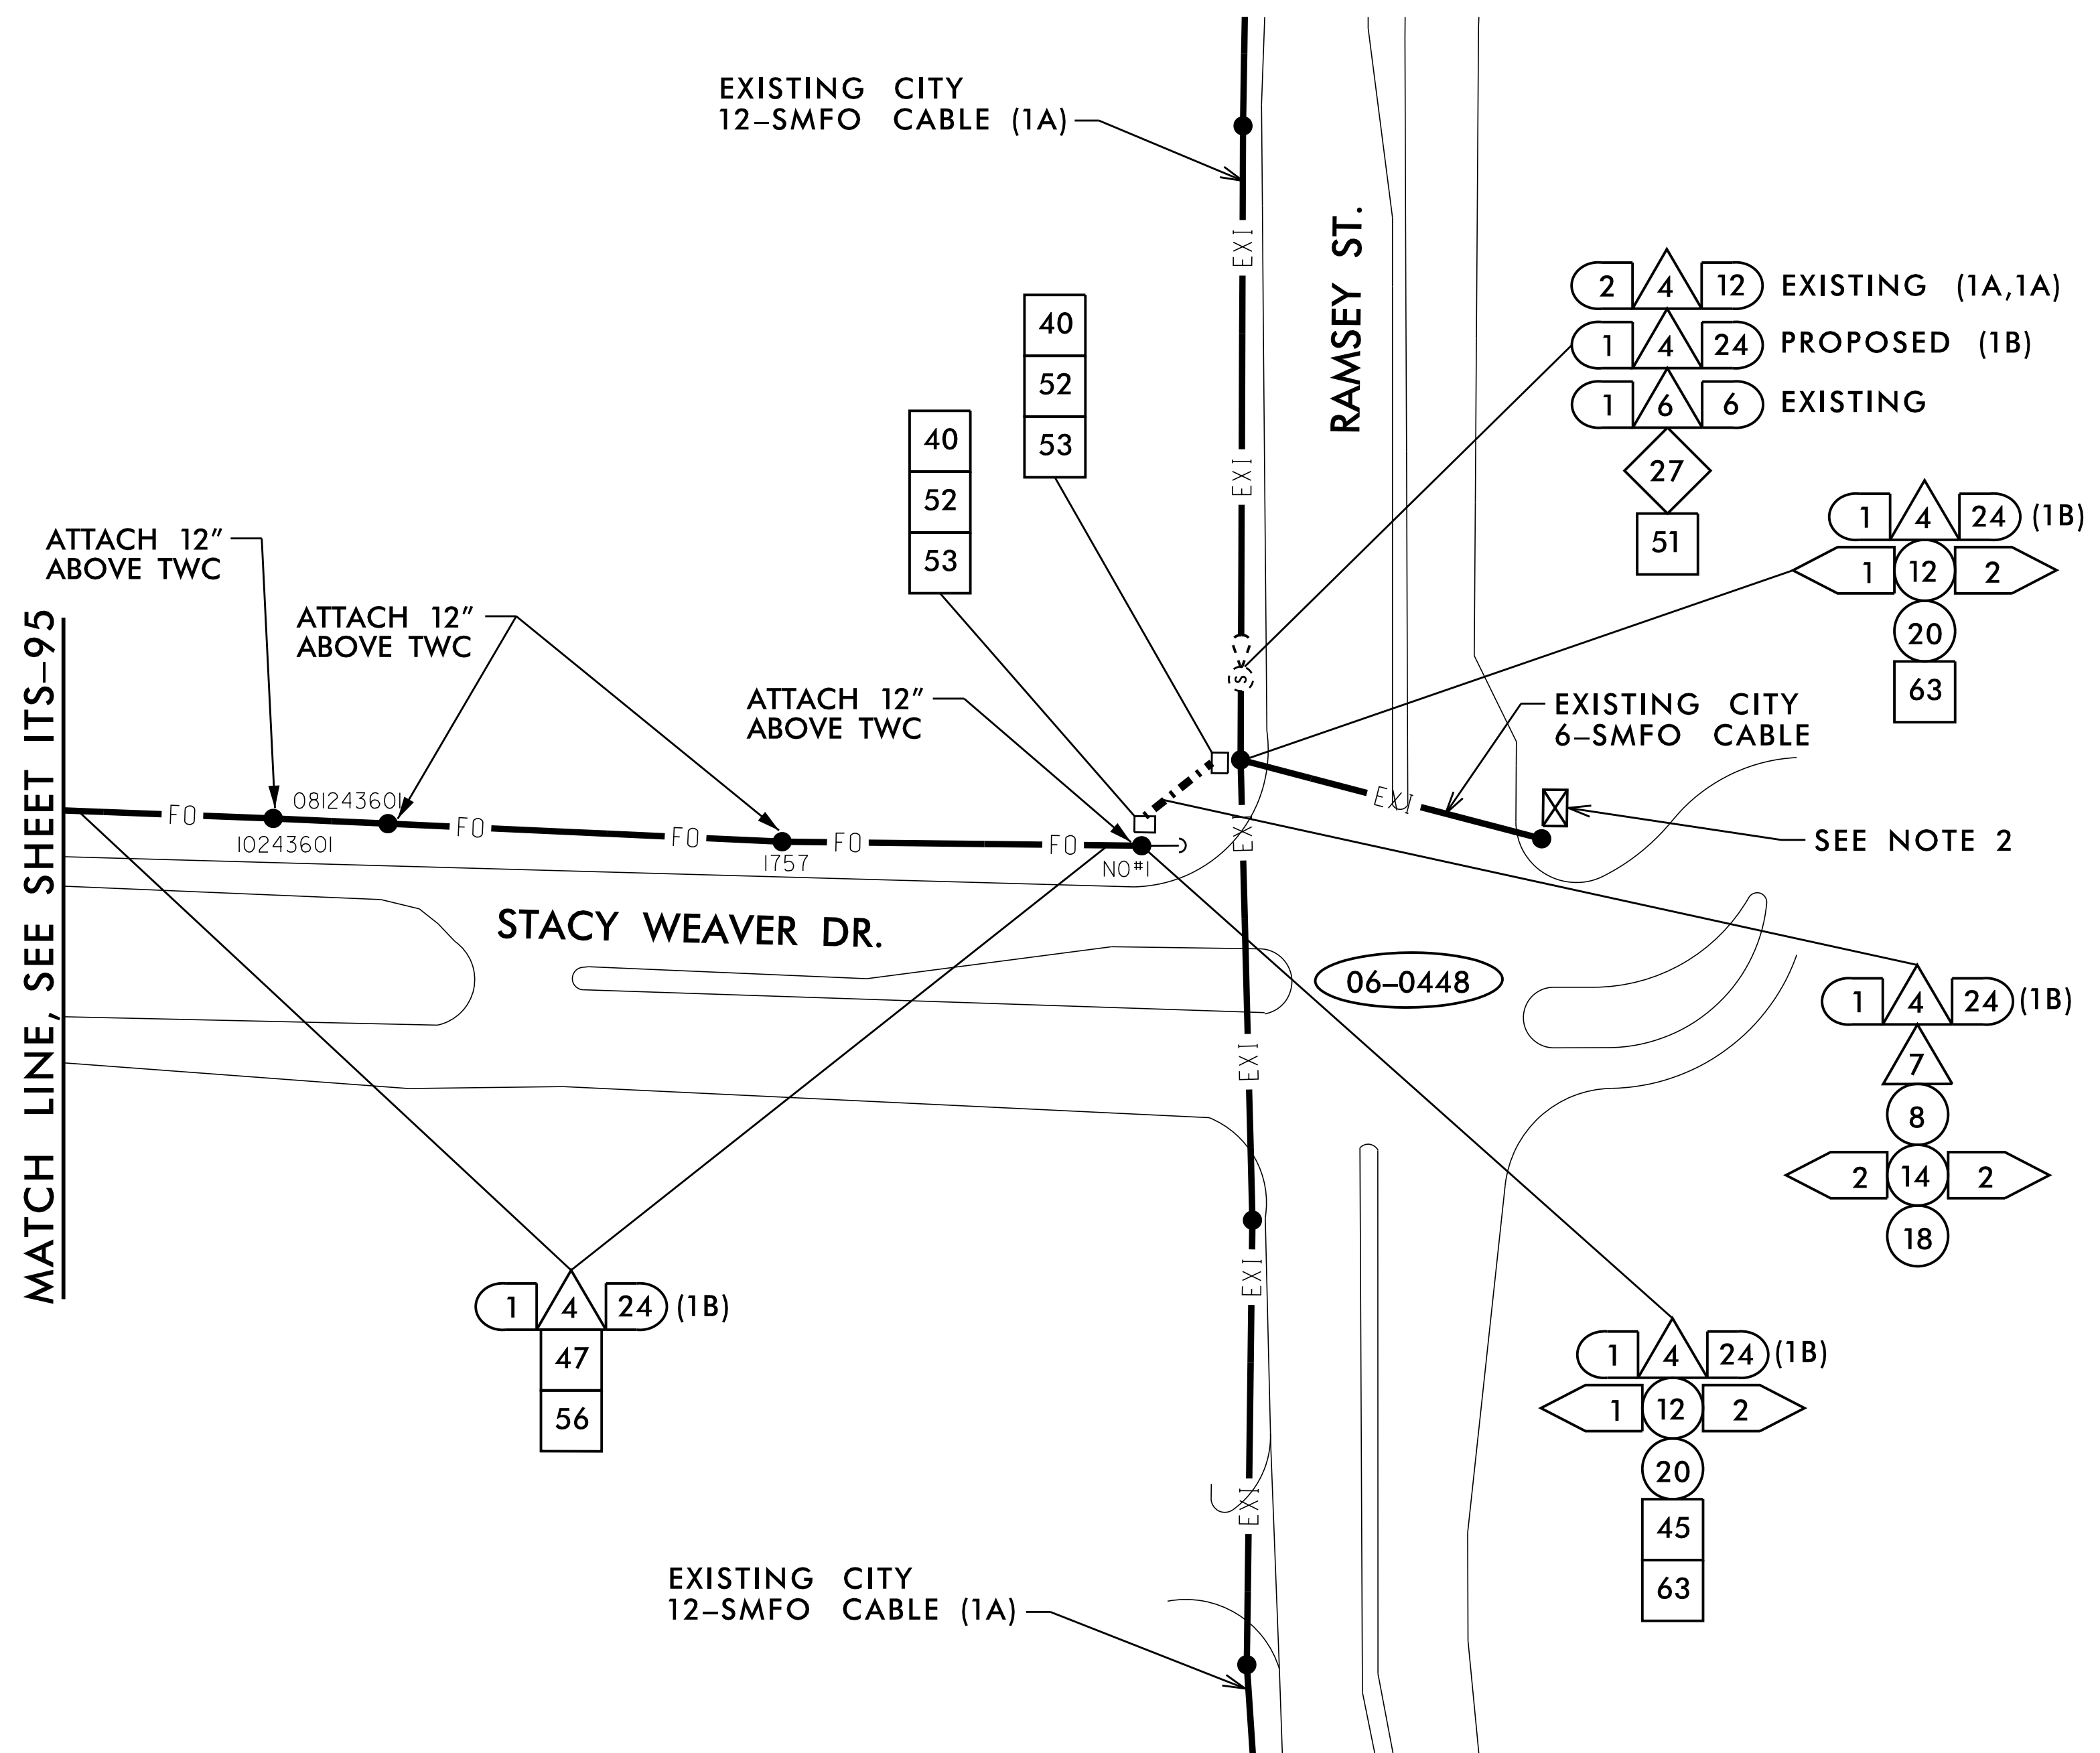 EXISTING CITY
12–SMFO CABLE (1A)
EXI
RAMSEY ST.
2 4 12 EXISTING (1A,1A)
1 4 24 PROPOSED (1B)
1 6 6 EXISTING
27
51
40
52
53
40
52
53
EXI
1 4 24 (1B)
1 12 2
20
63
ATTACH 12"
ABOVE TWC
ATTACH 12"
ABOVE TWC
ATTACH 12"
ABOVE TWC
S
EXISTING CITY
6–SMFO CABLE
MATCH LINE, SEE SHEET ITS–95
FO
081243601
10243601
FO
FO
1757
FO
FO
NO#1
EXI
EXI
SEE NOTE 2
STACY WEAVER DR.
06–0448
1 4 24 (1B)
7
8
2 14 2
18
EXI
EXI
1 4 24 (1B)
47
56
1 4 24 (1B)
1 12 2
20
45
63
EXI
EXISTING CITY
12–SMFO CABLE (1A)